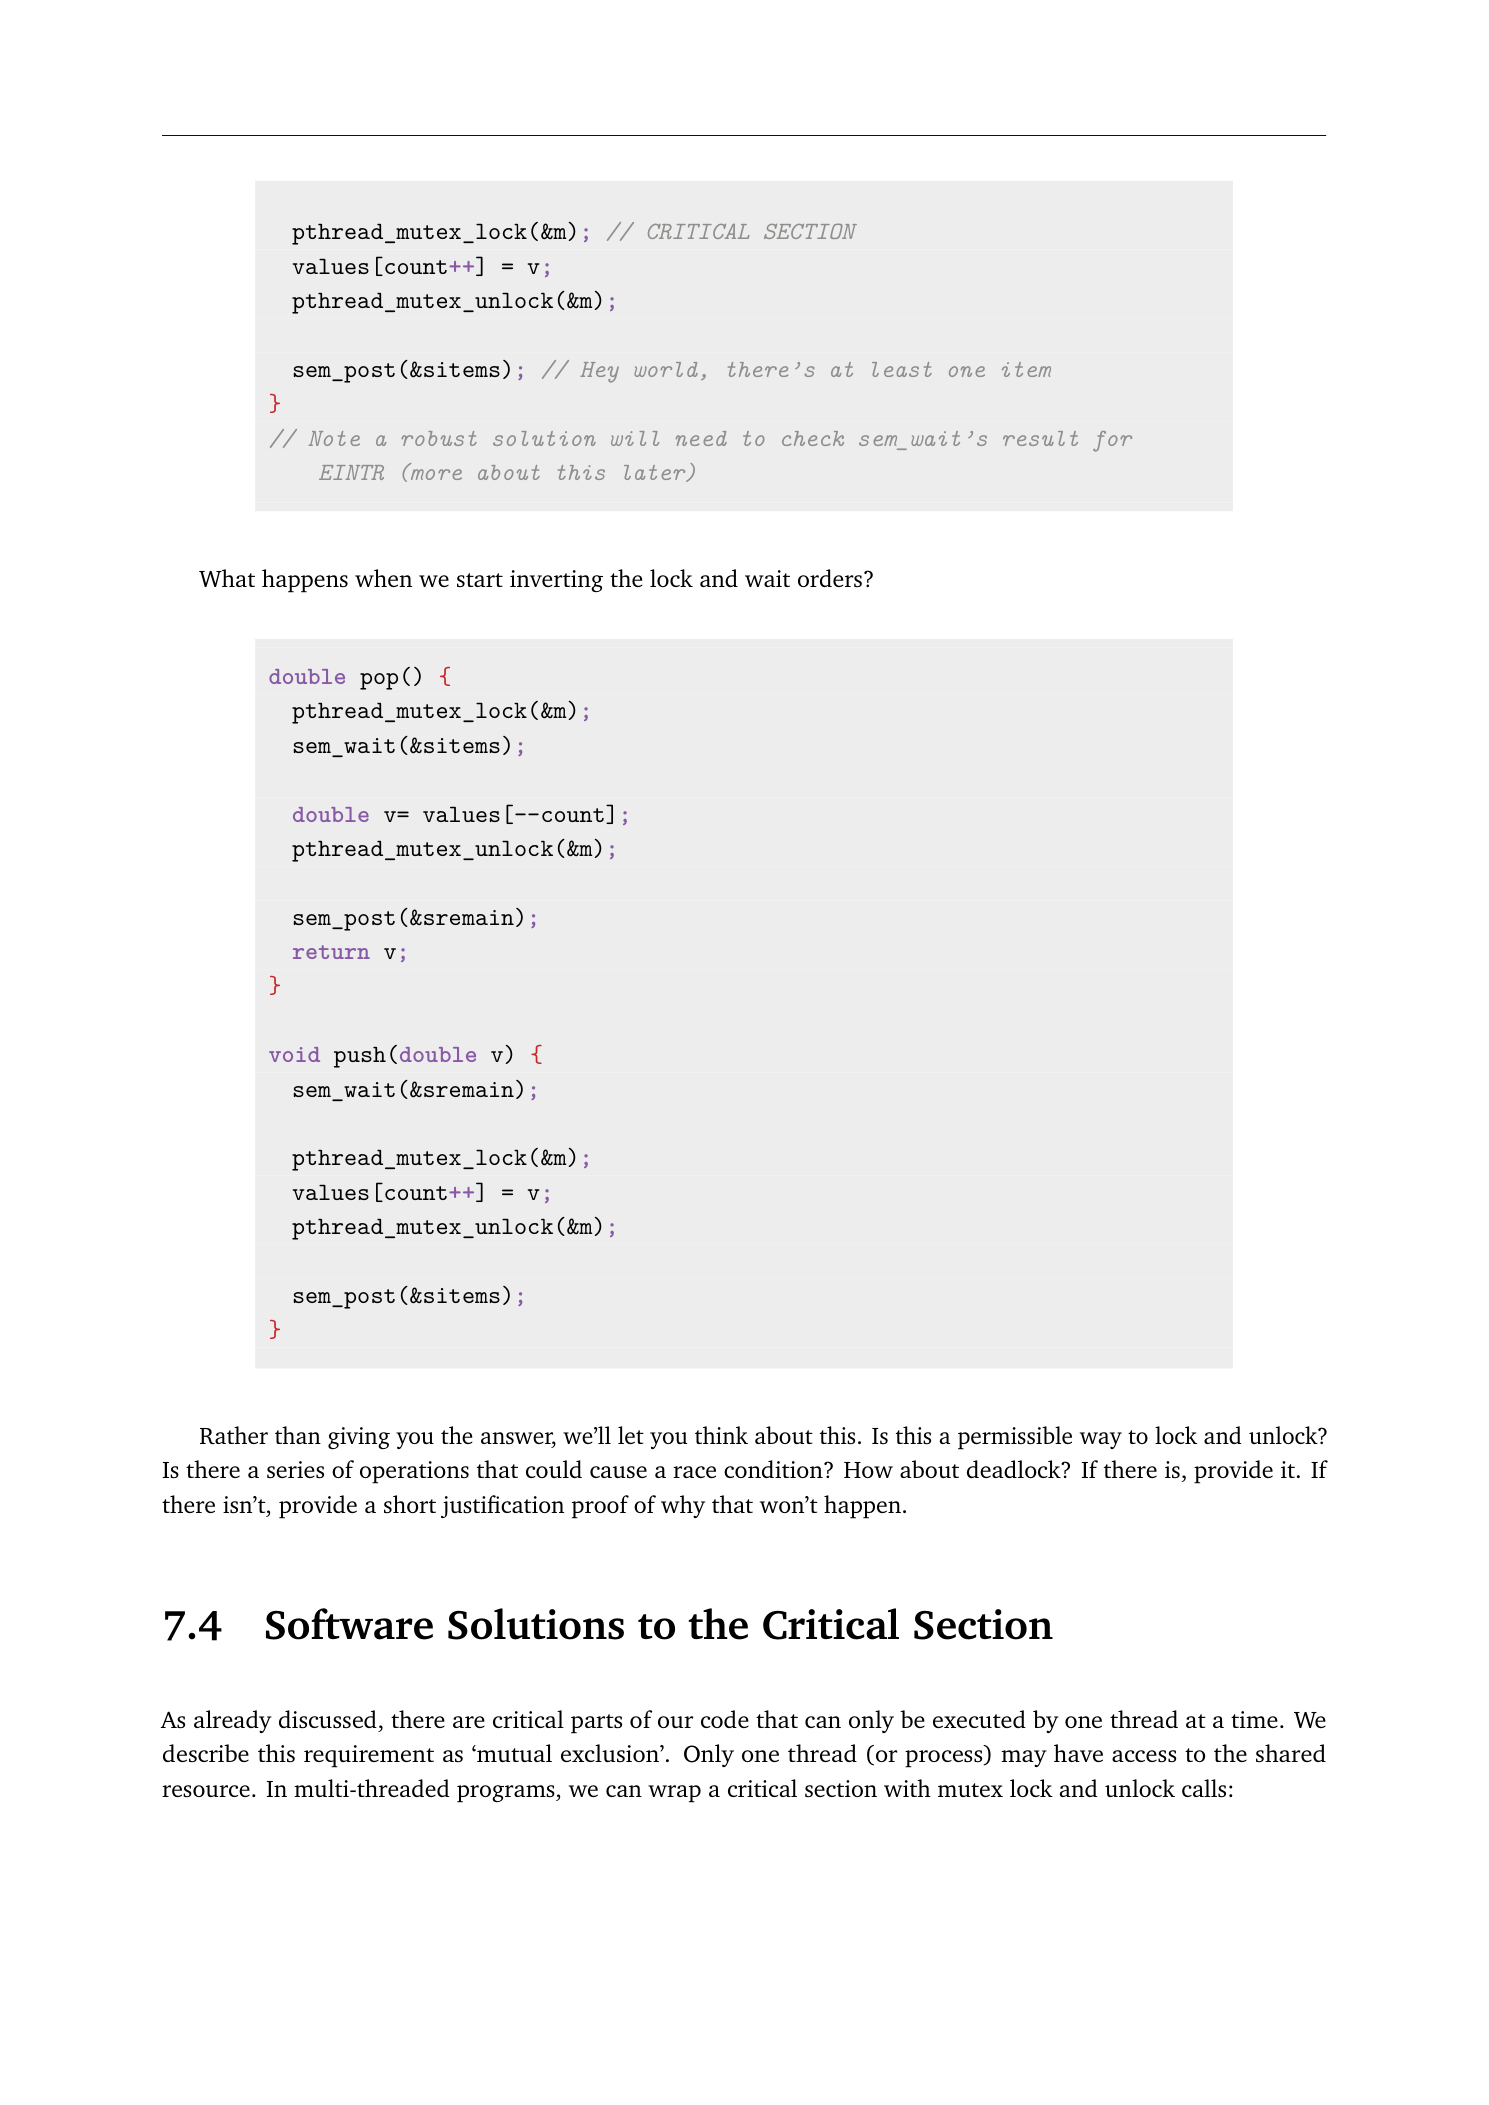 pthread_mutex_lock(&m); // CRITICAL SECTION
values[count++] = v;
pthread_mutex_unlock(&m);
sem_post(&sitems); // Hey world, there's at least one item
}
// Note a robust solution will need to check sem_wait's result for
EINTR (more about this later)
What happens when we start inverting the lock and wait orders?
double pop() {
pthread_mutex_lock(&m);
sem_wait(&sitems);
double v= values[--count];
pthread_mutex_unlock(&m);
sem_post(&sremain);
return v;
}
void push(double v) {
sem_wait(&sremain);
pthread_mutex_lock(&m);
values[count++] = v;
pthread_mutex_unlock(&m);
sem_post(&sitems);
}
Rather than giving you the answer, we'll let you think about this. Is this a permissible way to lock and unlock?
Is there a series of operations that could cause a race condition? How about deadlock? If there is, provide it. If
there isn't, provide a short justification proof of why that won't happen.
7.4 Software Solutions to the Critical Section
As already discussed, there are critical parts of our code that can only be executed by one thread at a time. We
describe this requirement as ‘mutual exclusion’. Only one thread (or process) may have access to the shared
resource. In multi-threaded programs, we can wrap a critical section with mutex lock and unlock calls: